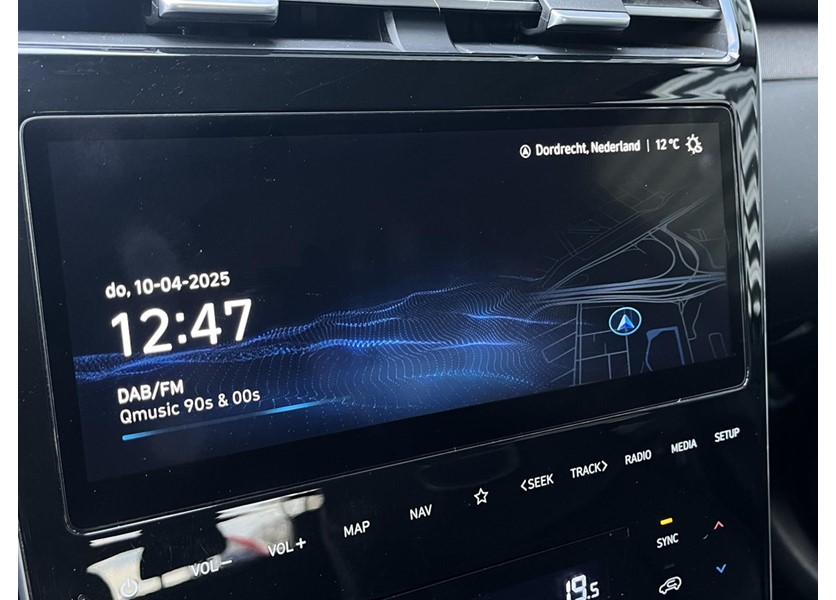 Dordrecht, Nederland | 12 °C
do, 10-04-2025
12:47
DAB/FM
Qmusic 90s & 00s
VOL− VOL+ MAP NAV ☆ <SEEK TRACK> RADIO MEDIA SETUP
SYNC
19.5